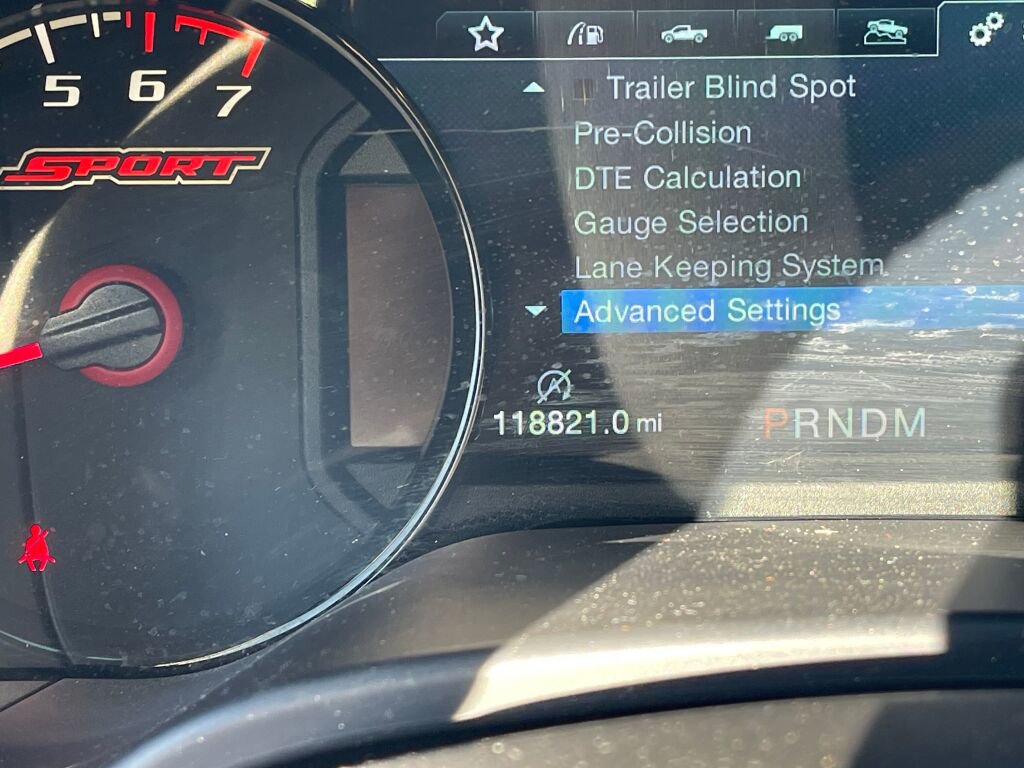 5 6 7
SPORT
Trailer Blind Spot
Pre-Collision
DTE Calculation
Gauge Selection
Lane Keeping System
Advanced Settings
A
118821.0 mi
PRNDM